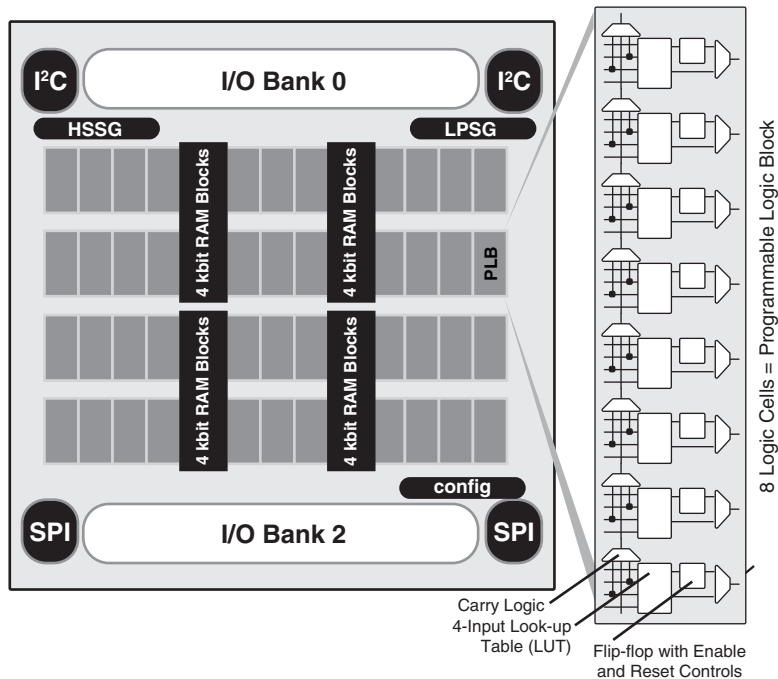 I²C
I/O Bank 0
I²C
HSSG
LPSG
4 kbit RAM Blocks
4 kbit RAM Blocks
PLB
4 kbit RAM Blocks
4 kbit RAM Blocks
config
SPI
I/O Bank 2
SPI
8 Logic Cells = Programmable Logic Block
Carry Logic
4-Input Look-up
Table (LUT)
Flip-flop with Enable
and Reset Controls